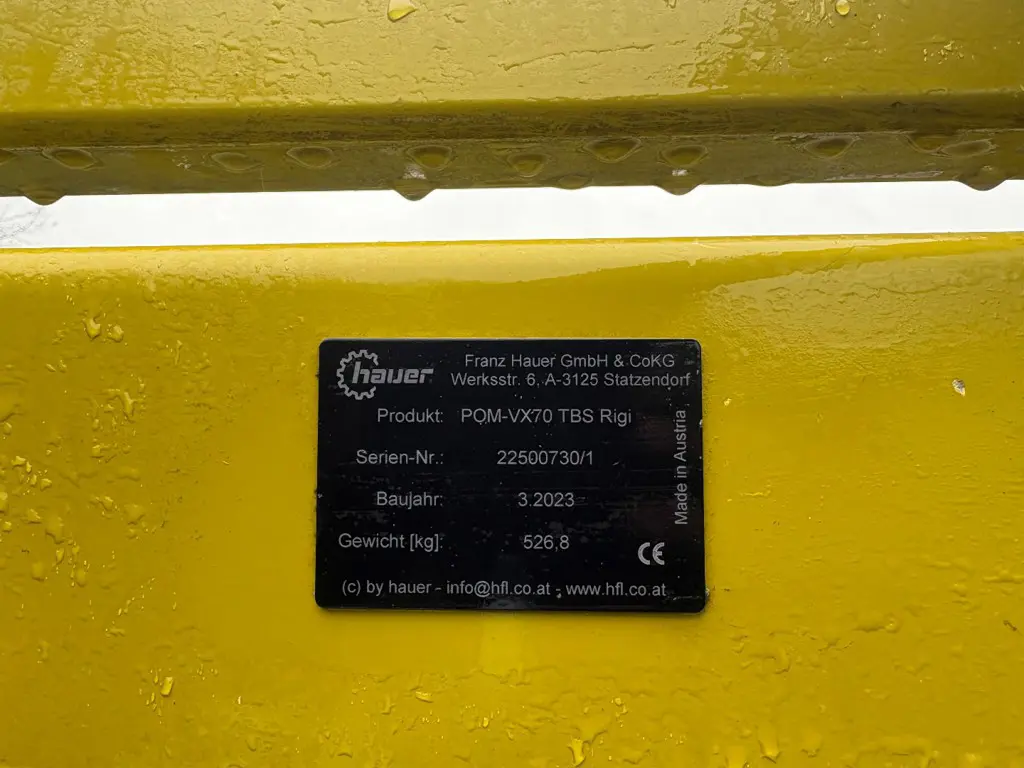 hauer
Franz Hauer GmbH & CoKG
Werksstr. 6, A-3125 Statzendorf
Produkt: POM-VX70 TBS Rigi
Serien-Nr.: 22500730/1
Baujahr: 3.2023
Gewicht [kg]: 526,8
Made in Austria
CE
(c) by hauer - info@hfl.co.at - www.hfl.co.at